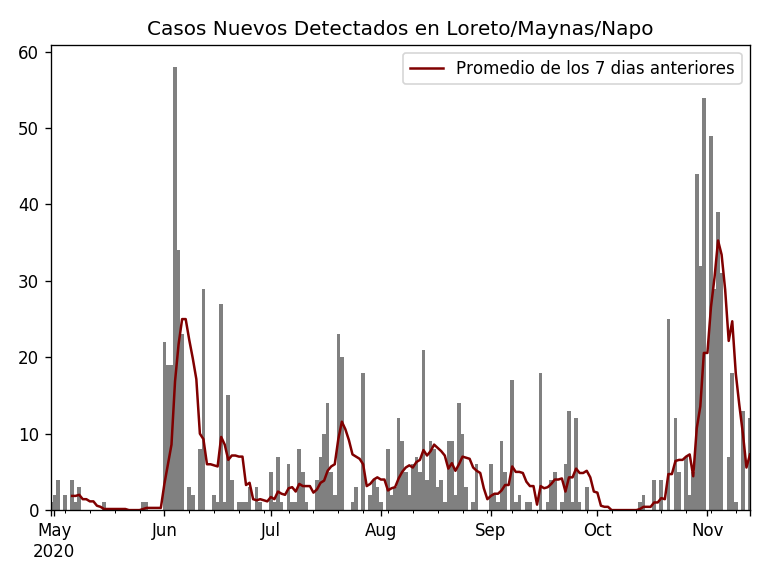 Casos Nuevos Detectados en Loreto/Maynas/Napo
Promedio de los 7 dias anteriores
60
50
40
30
20
10
0
May Jun Jul Aug Sep Oct Nov
2020